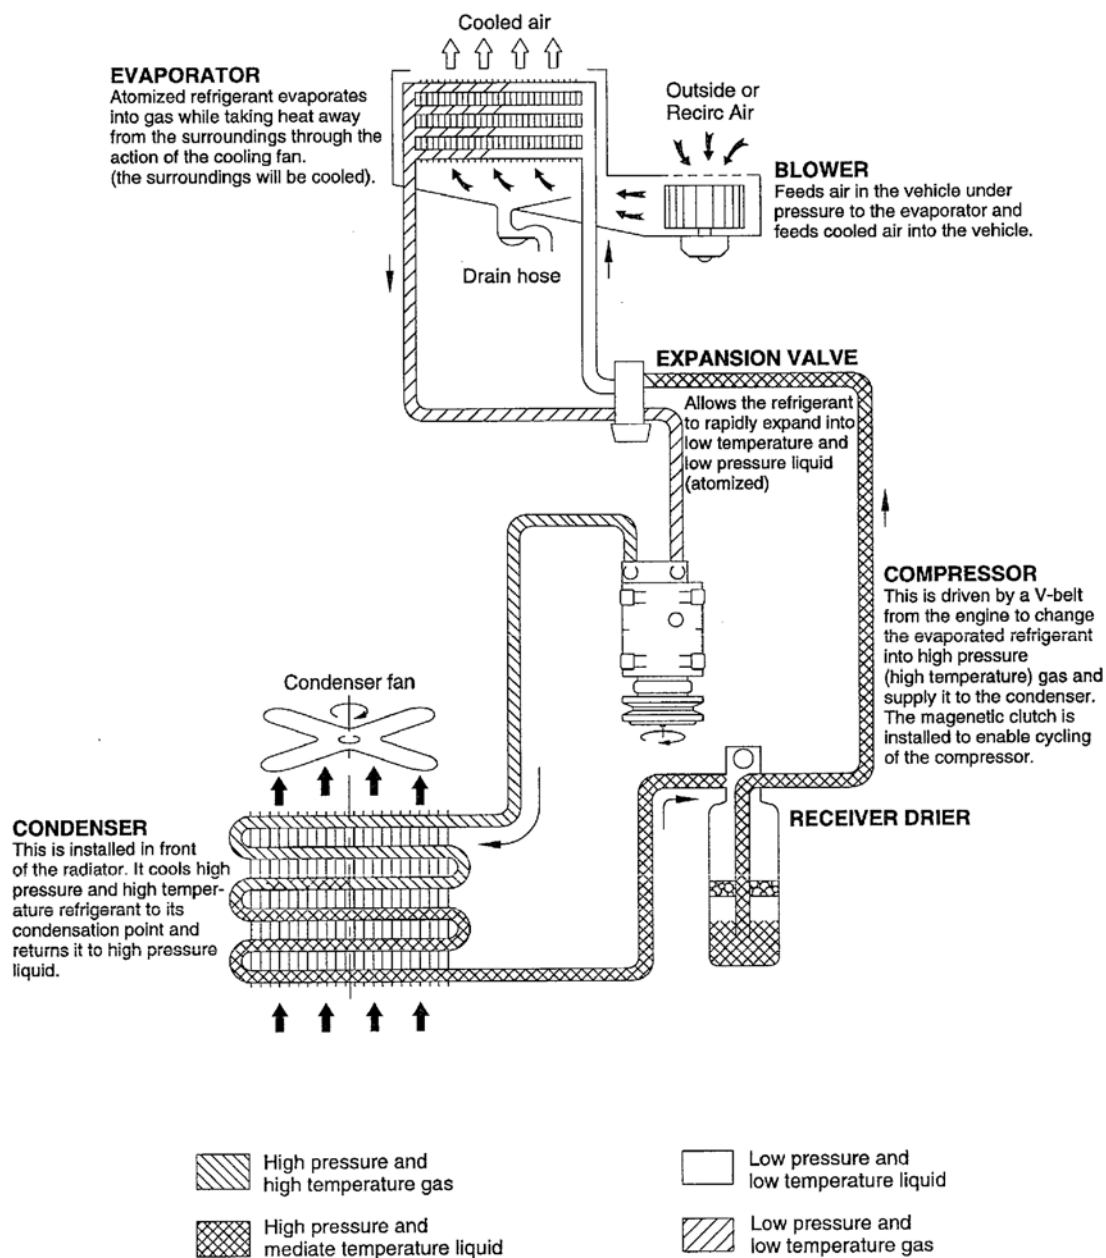 Cooled air
EVAPORATOR
Atomized refrigerant evaporates
into gas while taking heat away
from the surroundings through the
action of the cooling fan.
(the surroundings will be cooled).
Outside or
Recirc Air
BLOWER
Feeds air in the vehicle under
pressure to the evaporator and
feeds cooled air into the vehicle.
Drain hose
EXPANSION VALVE
Allows the refrigerant
to rapidly expand into
low temperature and
low pressure liquid
(atomized)
COMPRESSOR
This is driven by a V-belt
from the engine to change
the evaporated refrigerant
into high pressure
(high temperature) gas and
supply it to the condenser.
The magenetic clutch is
installed to enable cycling
of the compressor.
Condenser fan
RECEIVER DRIER
CONDENSER
This is installed in front
of the radiator. It cools high
pressure and high temper-
ature refrigerant to its
condensation point and
returns it to high pressure
liquid.
High pressure and
high temperature gas
Low pressure and
low temperature liquid
High pressure and
mediate temperature liquid
Low pressure and
low temperature gas